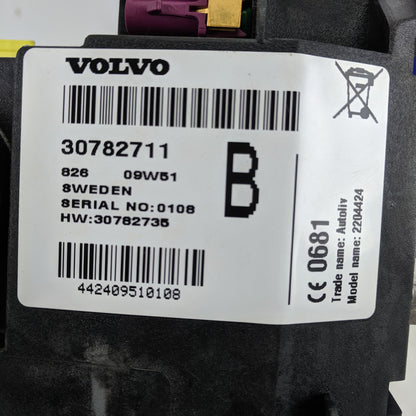 VOLVO
30782711
826 09W51
SWEDEN
SERIAL NO:0108
HW:30782735
B
442409510108
CE 0681
Trade name: Autoliv
Model name: 2204424